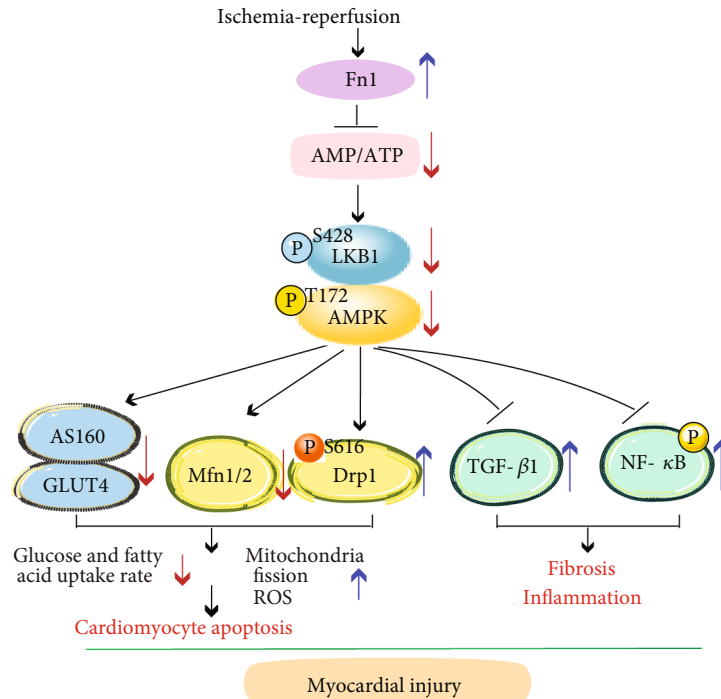 Ischemia-reperfusion
Fn1
AMP/ATP
P S428
LKB1
P T172
AMPK
AS160
GLUT4
Mfn1/2
P S616
Drp1
TGF- β1
P
NF- κB
Glucose and fatty
acid uptake rate
Mitochondria
fission
ROS
Cardiomyocyte apoptosis
Fibrosis
Inflammation
Myocardial injury